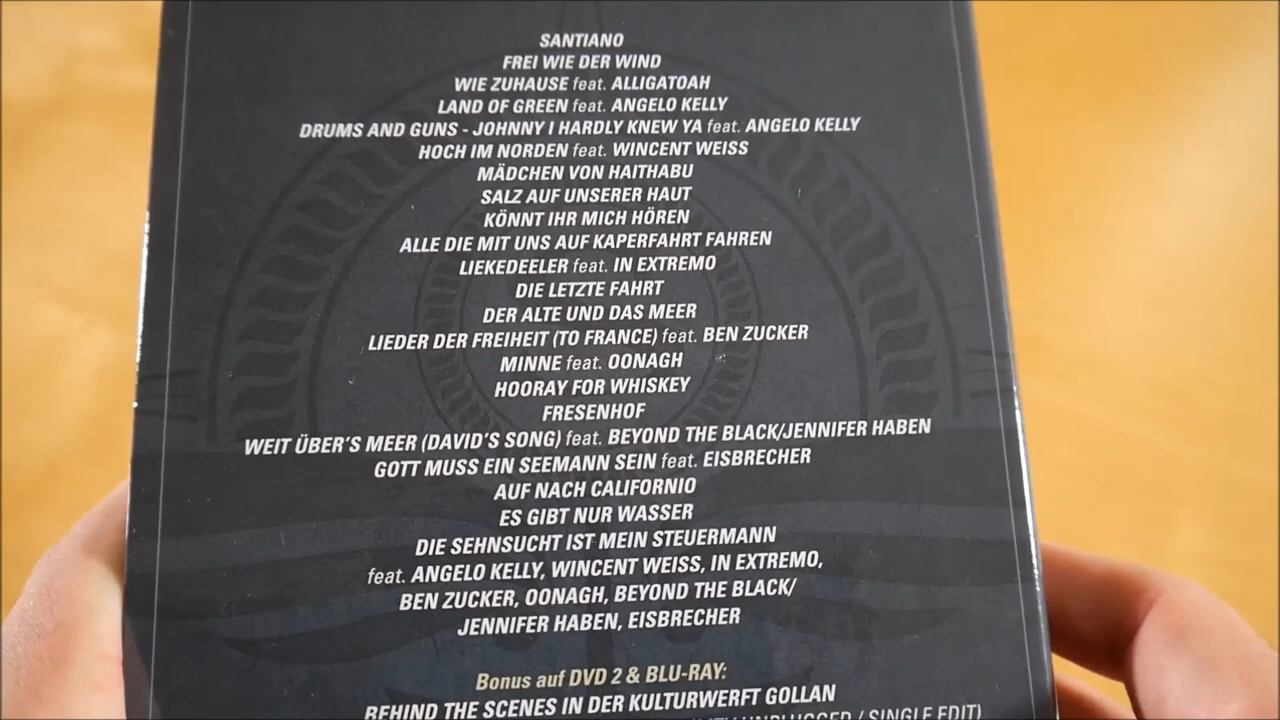 SANTIANO
FREI WIE DER WIND
WIE ZUHAUSE feat. ALLIGATOAH
LAND OF GREEN feat. ANGELO KELLY
DRUMS AND GUNS - JOHNNY I HARDLY KNEW YA feat. ANGELO KELLY
HOCH IM NORDEN feat. WINCENT WEISS
MÄDCHEN VON HAITHABU
SALZ AUF UNSERER HAUT
KÖNNT IHR MICH HÖREN
ALLE DIE MIT UNS AUF KAPERFAHRT FAHREN
LIEKEDEELER feat. IN EXTREMO
DIE LETZTE FAHRT
DER ALTE UND DAS MEER
LIEDER DER FREIHEIT (TO FRANCE) feat. BEN ZUCKER
MINNE feat. OONAGH
HOORAY FOR WHISKEY
FRESENHOF
WEIT ÜBER'S MEER (DAVID'S SONG) feat. BEYOND THE BLACK/JENNIFER HABEN
GOTT MUSS EIN SEEMANN SEIN feat. EISBRECHER
AUF NACH CALIFORNIO
ES GIBT NUR WASSER
DIE SEHNSUCHT IST MEIN STEUERMANN
feat. ANGELO KELLY, WINCENT WEISS, IN EXTREMO,
BEN ZUCKER, OONAGH, BEYOND THE BLACK/
JENNIFER HABEN, EISBRECHER
Bonus auf DVD 2 & BLU-RAY:
BEHIND THE SCENES IN DER KULTURWERFT GOLLAN
UNPLUGGED / SINGLE EDIT)